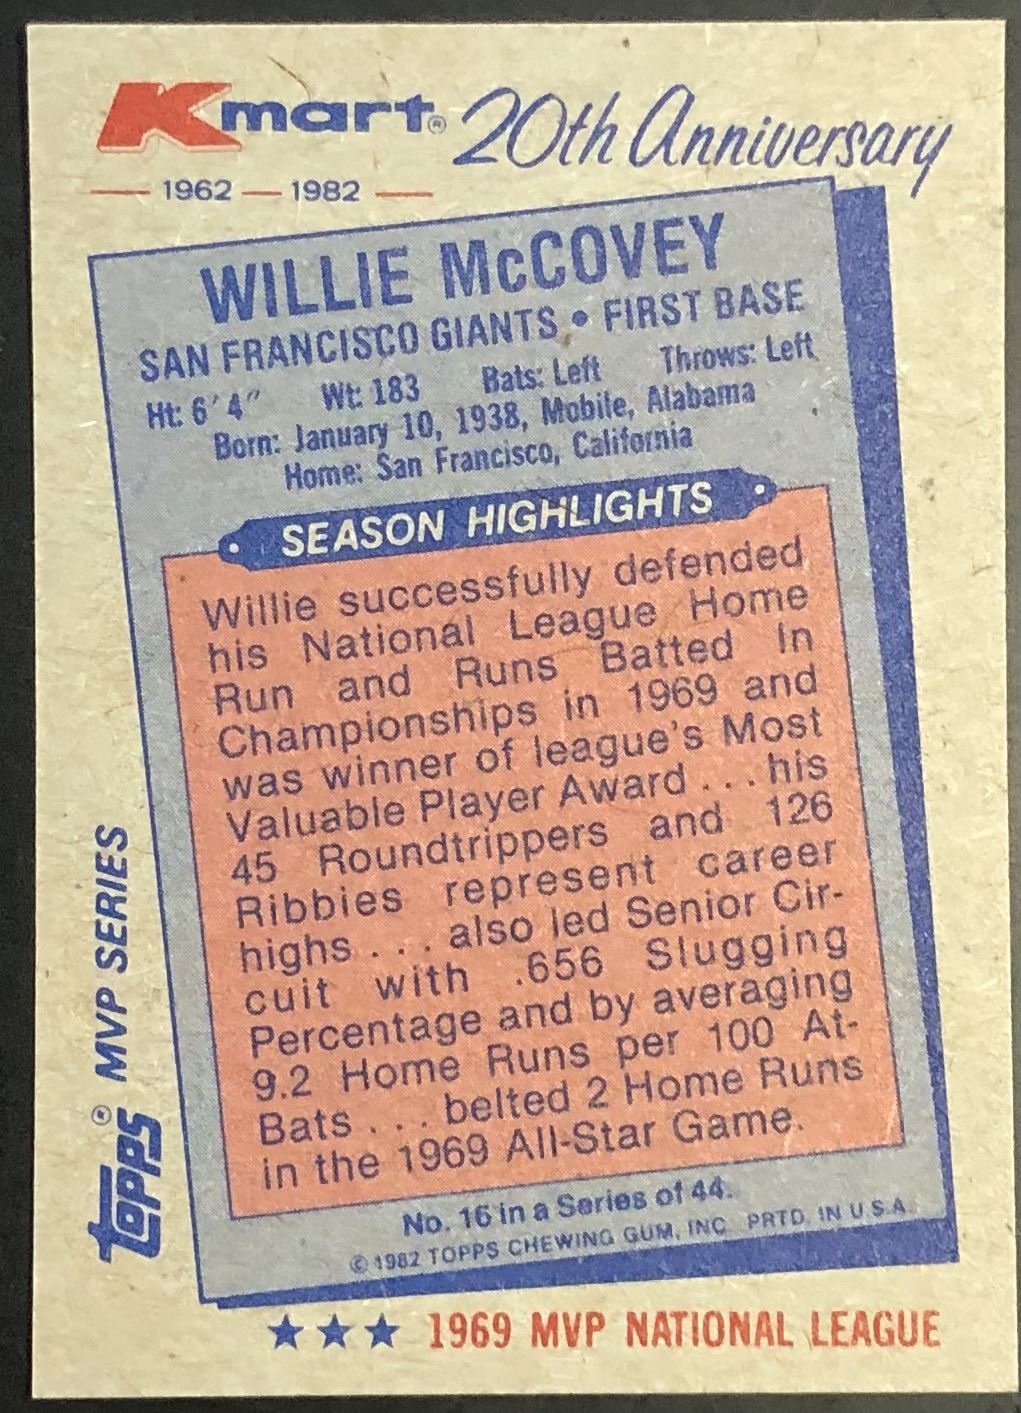 Kmart® 20th Anniversary
1962 — 1982
WILLIE McCOVEY
SAN FRANCISCO GIANTS • FIRST BASE
Ht: 6'4" Wt: 183 Bats: Left Throws: Left
Born: January 10, 1938, Mobile, Alabama
Home: San Francisco, California
SEASON HIGHLIGHTS
Willie successfully defended
his National League Home
Run and Runs Batted In
Championships in 1969 and
was winner of league's Most
Valuable Player Award . . . his
45 Roundtrippers and 126
Ribbies represent career
highs . . . also led Senior Cir-
cuit with .656 Slugging
Percentage and by averaging
9.2 Home Runs per 100 At-
Bats . . . belted 2 Home Runs
in the 1969 All-Star Game.
No. 16 in a Series of 44.
© 1982 TOPPS CHEWING GUM, INC. PRTD. IN U.S.A.
TOPPS® MVP SERIES
★★★ 1969 MVP NATIONAL LEAGUE